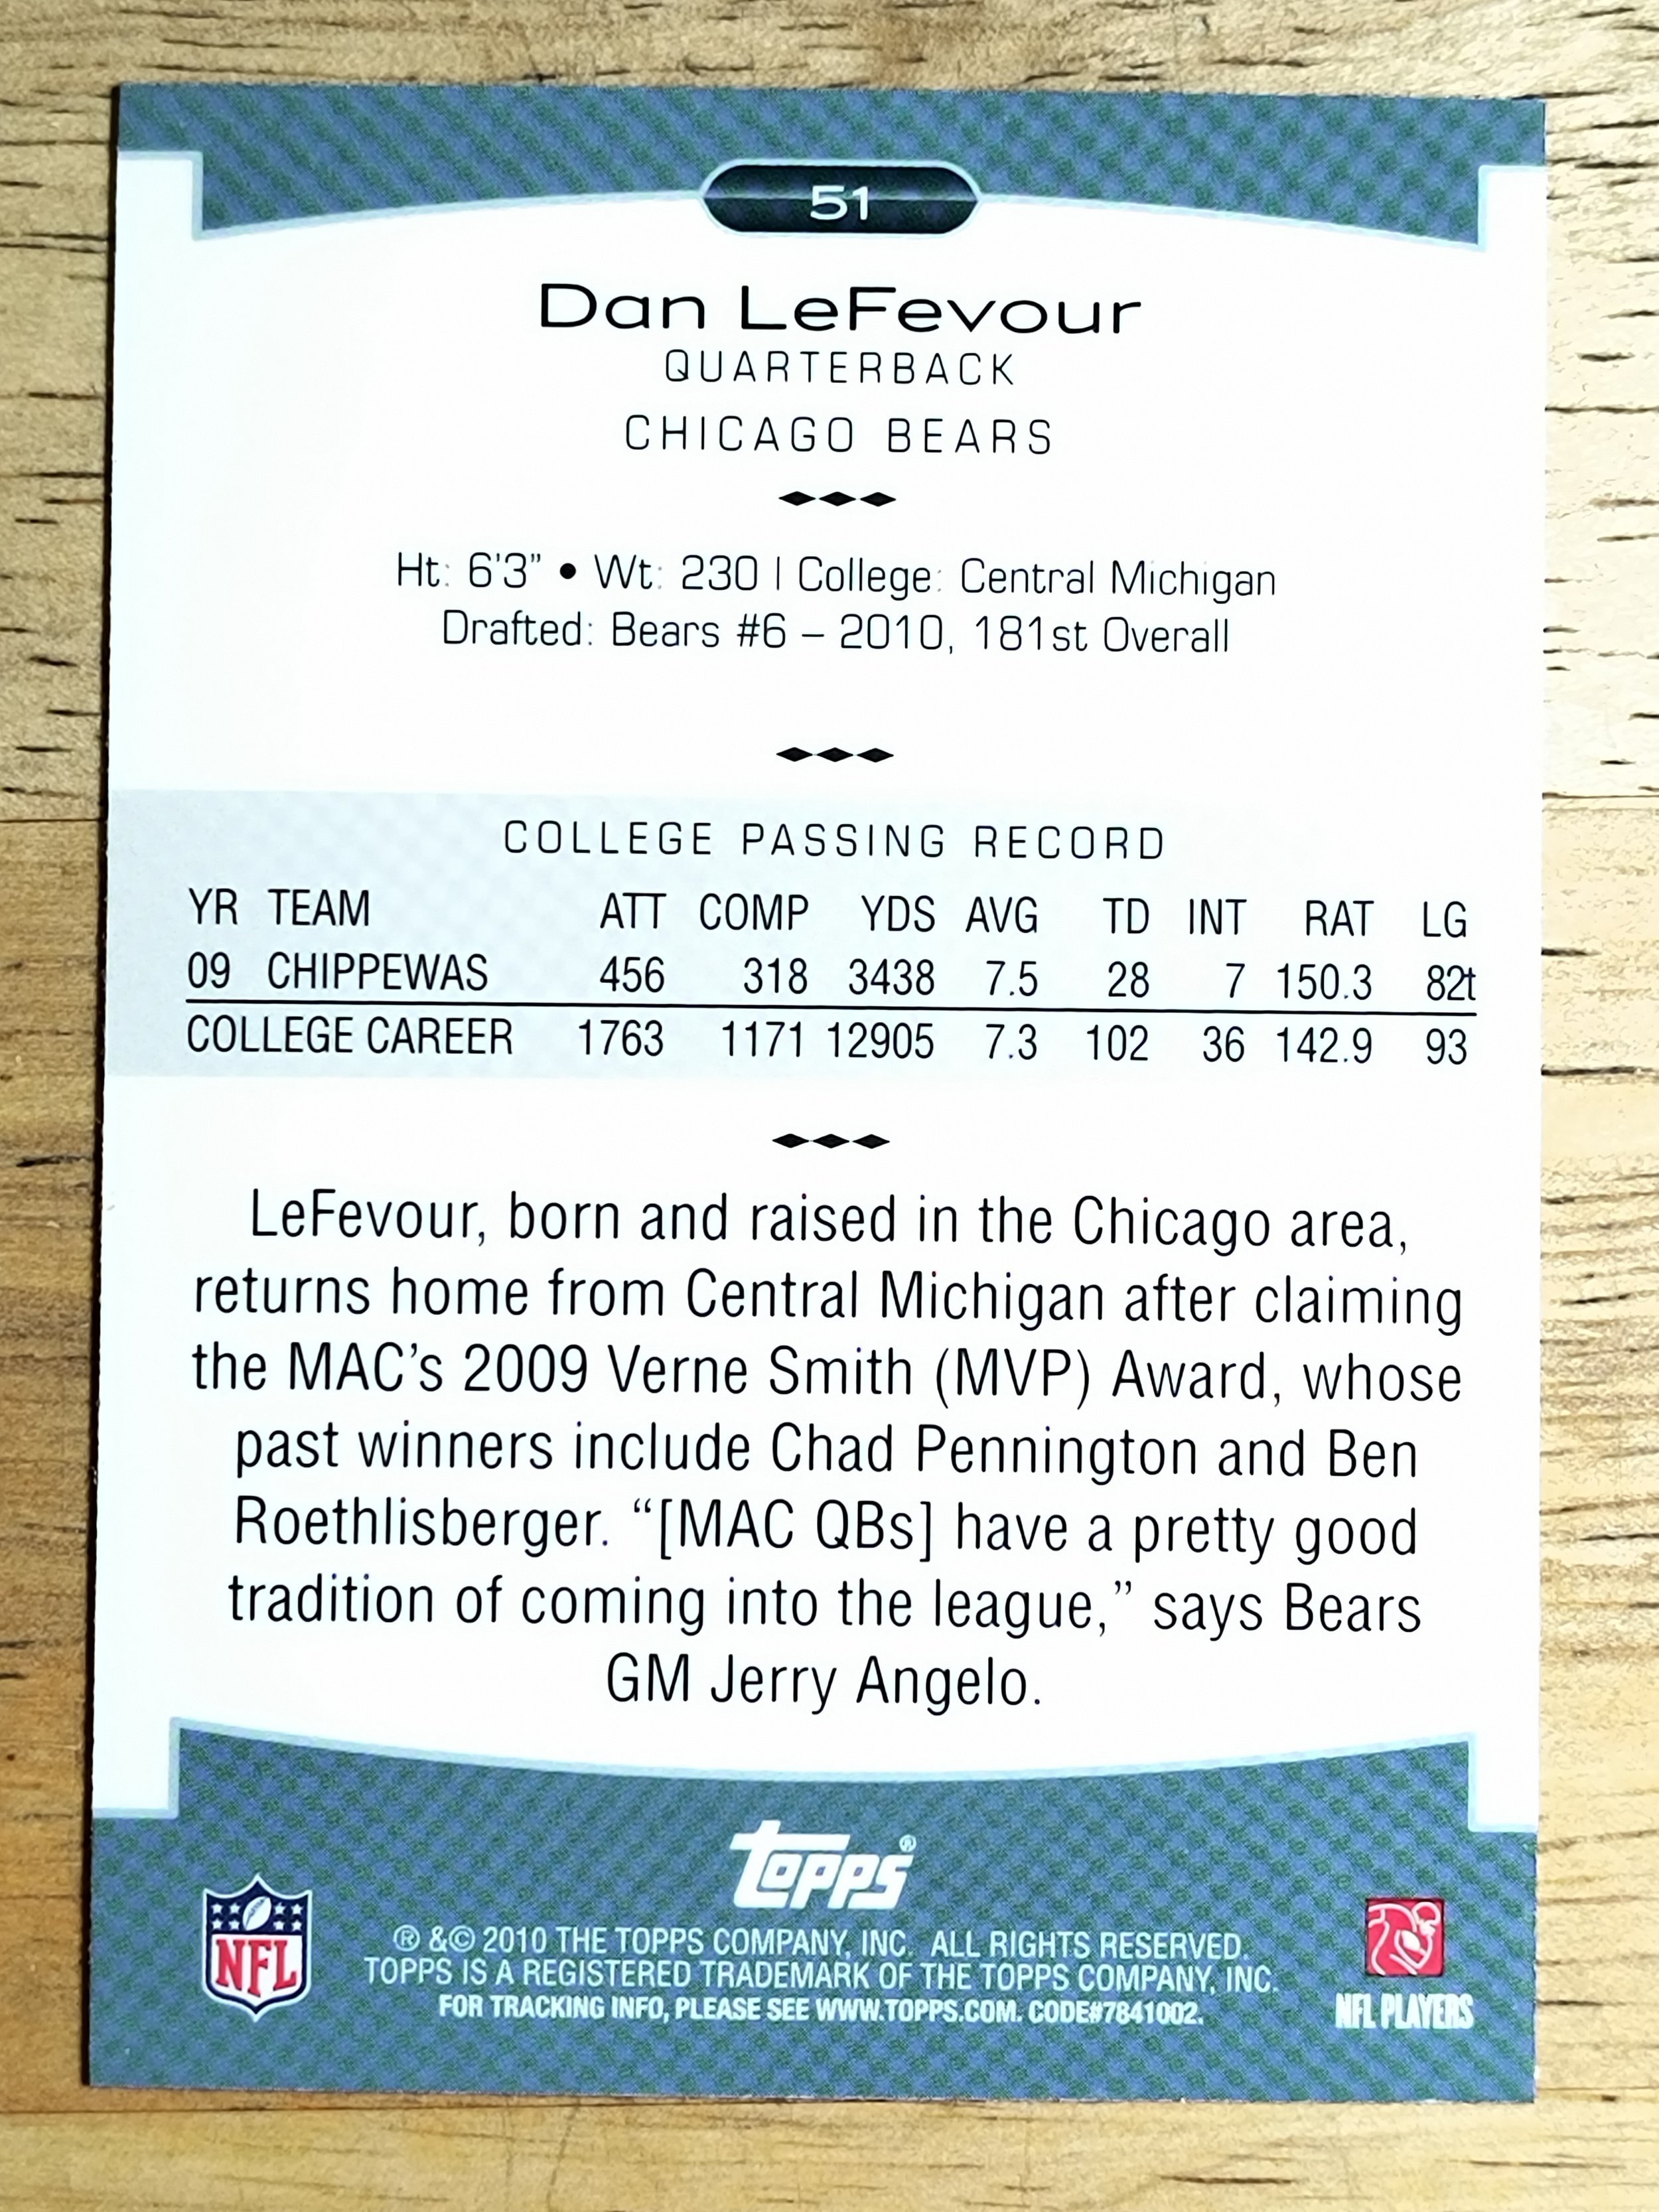 51
Dan LeFevour
QUARTERBACK
CHICAGO BEARS
Ht: 6'3" • Wt: 230 | College: Central Michigan
Drafted: Bears #6 – 2010, 181st Overall
COLLEGE PASSING RECORD
YR TEAM ATT COMP YDS AVG TD INT RAT LG
09 CHIPPEWAS 456 318 3438 7.5 28 7 150.3 82t
COLLEGE CAREER 1763 1171 12905 7.3 102 36 142.9 93
LeFevour, born and raised in the Chicago area,
returns home from Central Michigan after claiming
the MAC's 2009 Verne Smith (MVP) Award, whose
past winners include Chad Pennington and Ben
Roethlisberger. “[MAC QBs] have a pretty good
tradition of coming into the league,” says Bears
GM Jerry Angelo.
topps®
® &© 2010 THE TOPPS COMPANY, INC. ALL RIGHTS RESERVED.
TOPPS IS A REGISTERED TRADEMARK OF THE TOPPS COMPANY, INC.
FOR TRACKING INFO, PLEASE SEE WWW.TOPPS.COM. CODE#7841002.
NFL
NFL PLAYERS